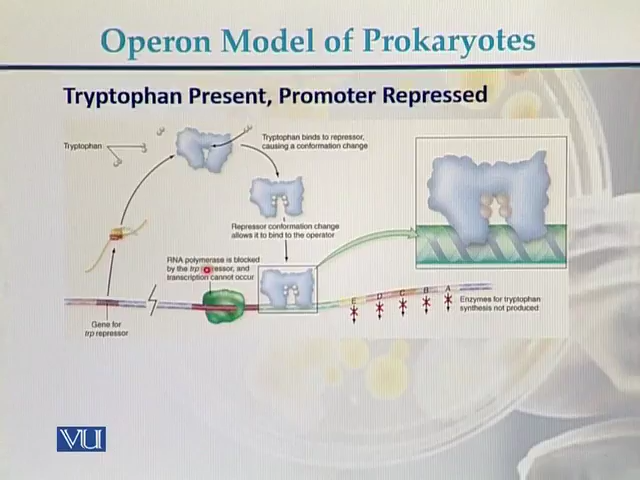 Operon Model of Prokaryotes
Tryptophan Present, Promoter Repressed
Tryptophan
Tryptophan binds to repressor,
causing a conformation change
Repressor conformation change
allows it to bind to the operator
RNA polymerase is blocked
by the trp essor, and
transcription cannot occur
Gene for
trp repressor
E D C B A
Enzymes for tryptophan
synthesis not produced
VU